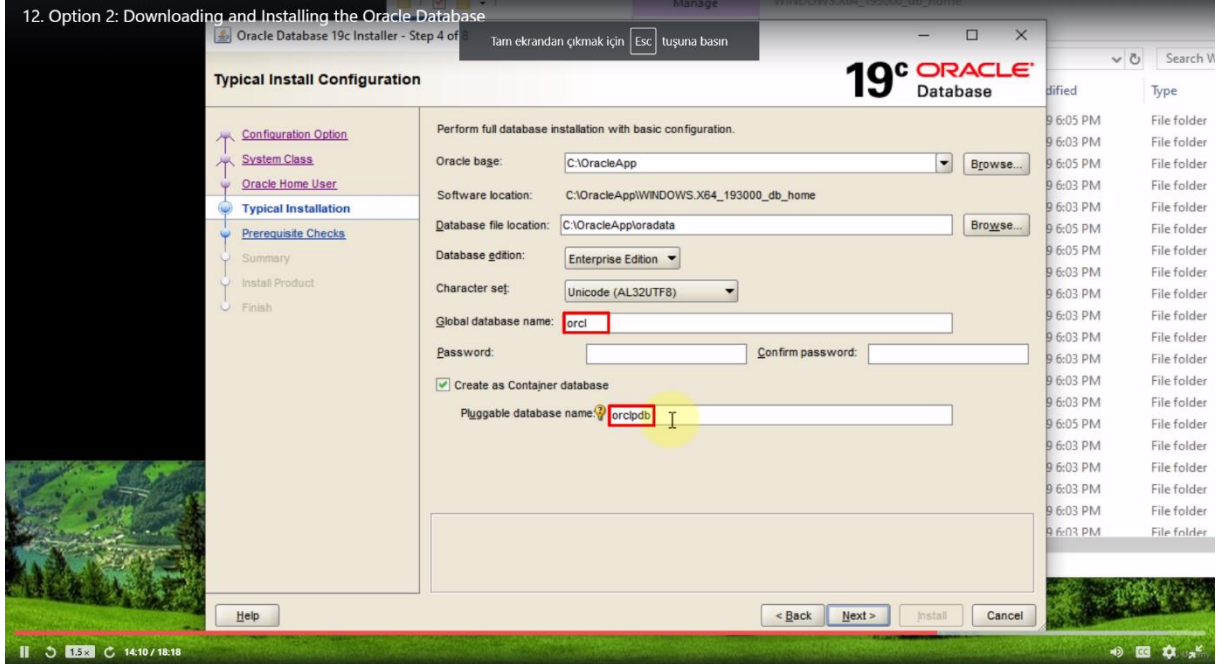 12. Option 2: Downloading and Installing the Oracle Database
Manage
WINDOWS.X64_193000_db_home
Oracle Database 19c Installer - Step 4 of 8
Tam ekrandan çıkmak için Esc tuşuna basın
Typical Install Configuration
19c ORACLE
Database
Search W
dified
Type
Configuration Option
System Class
Oracle Home User
Typical Installation
Prerequisite Checks
Summary
Install Product
Finish
Perform full database installation with basic configuration.
Oracle base:
C:\OracleApp
Browse...
Software location:
C:\OracleApp\WINDOWS.X64_193000_db_home
Database file location:
C:\OracleApp\oradata
Browse...
Database edition:
Enterprise Edition
Character set:
Unicode (AL32UTF8)
Global database name:
orcl
Password:
Confirm password:
Create as Container database
Pluggable database name:
orclpdb
9 6:05 PM File folder
9 6:03 PM File folder
9 6:05 PM File folder
9 6:03 PM File folder
9 6:03 PM File folder
9 6:05 PM File folder
9 6:05 PM File folder
9 6:03 PM File folder
9 6:03 PM File folder
9 6:03 PM File folder
9 6:03 PM File folder
9 6:03 PM File folder
9 6:03 PM File folder
9 6:03 PM File folder
9 6:05 PM File folder
9 6:03 PM File folder
9 6:03 PM File folder
9 6:03 PM File folder
9 6:03 PM File folder
9 6:03 PM File folder
Help
< Back
Next >
Install
Cancel
1.5x
14:10 / 18:18
CC